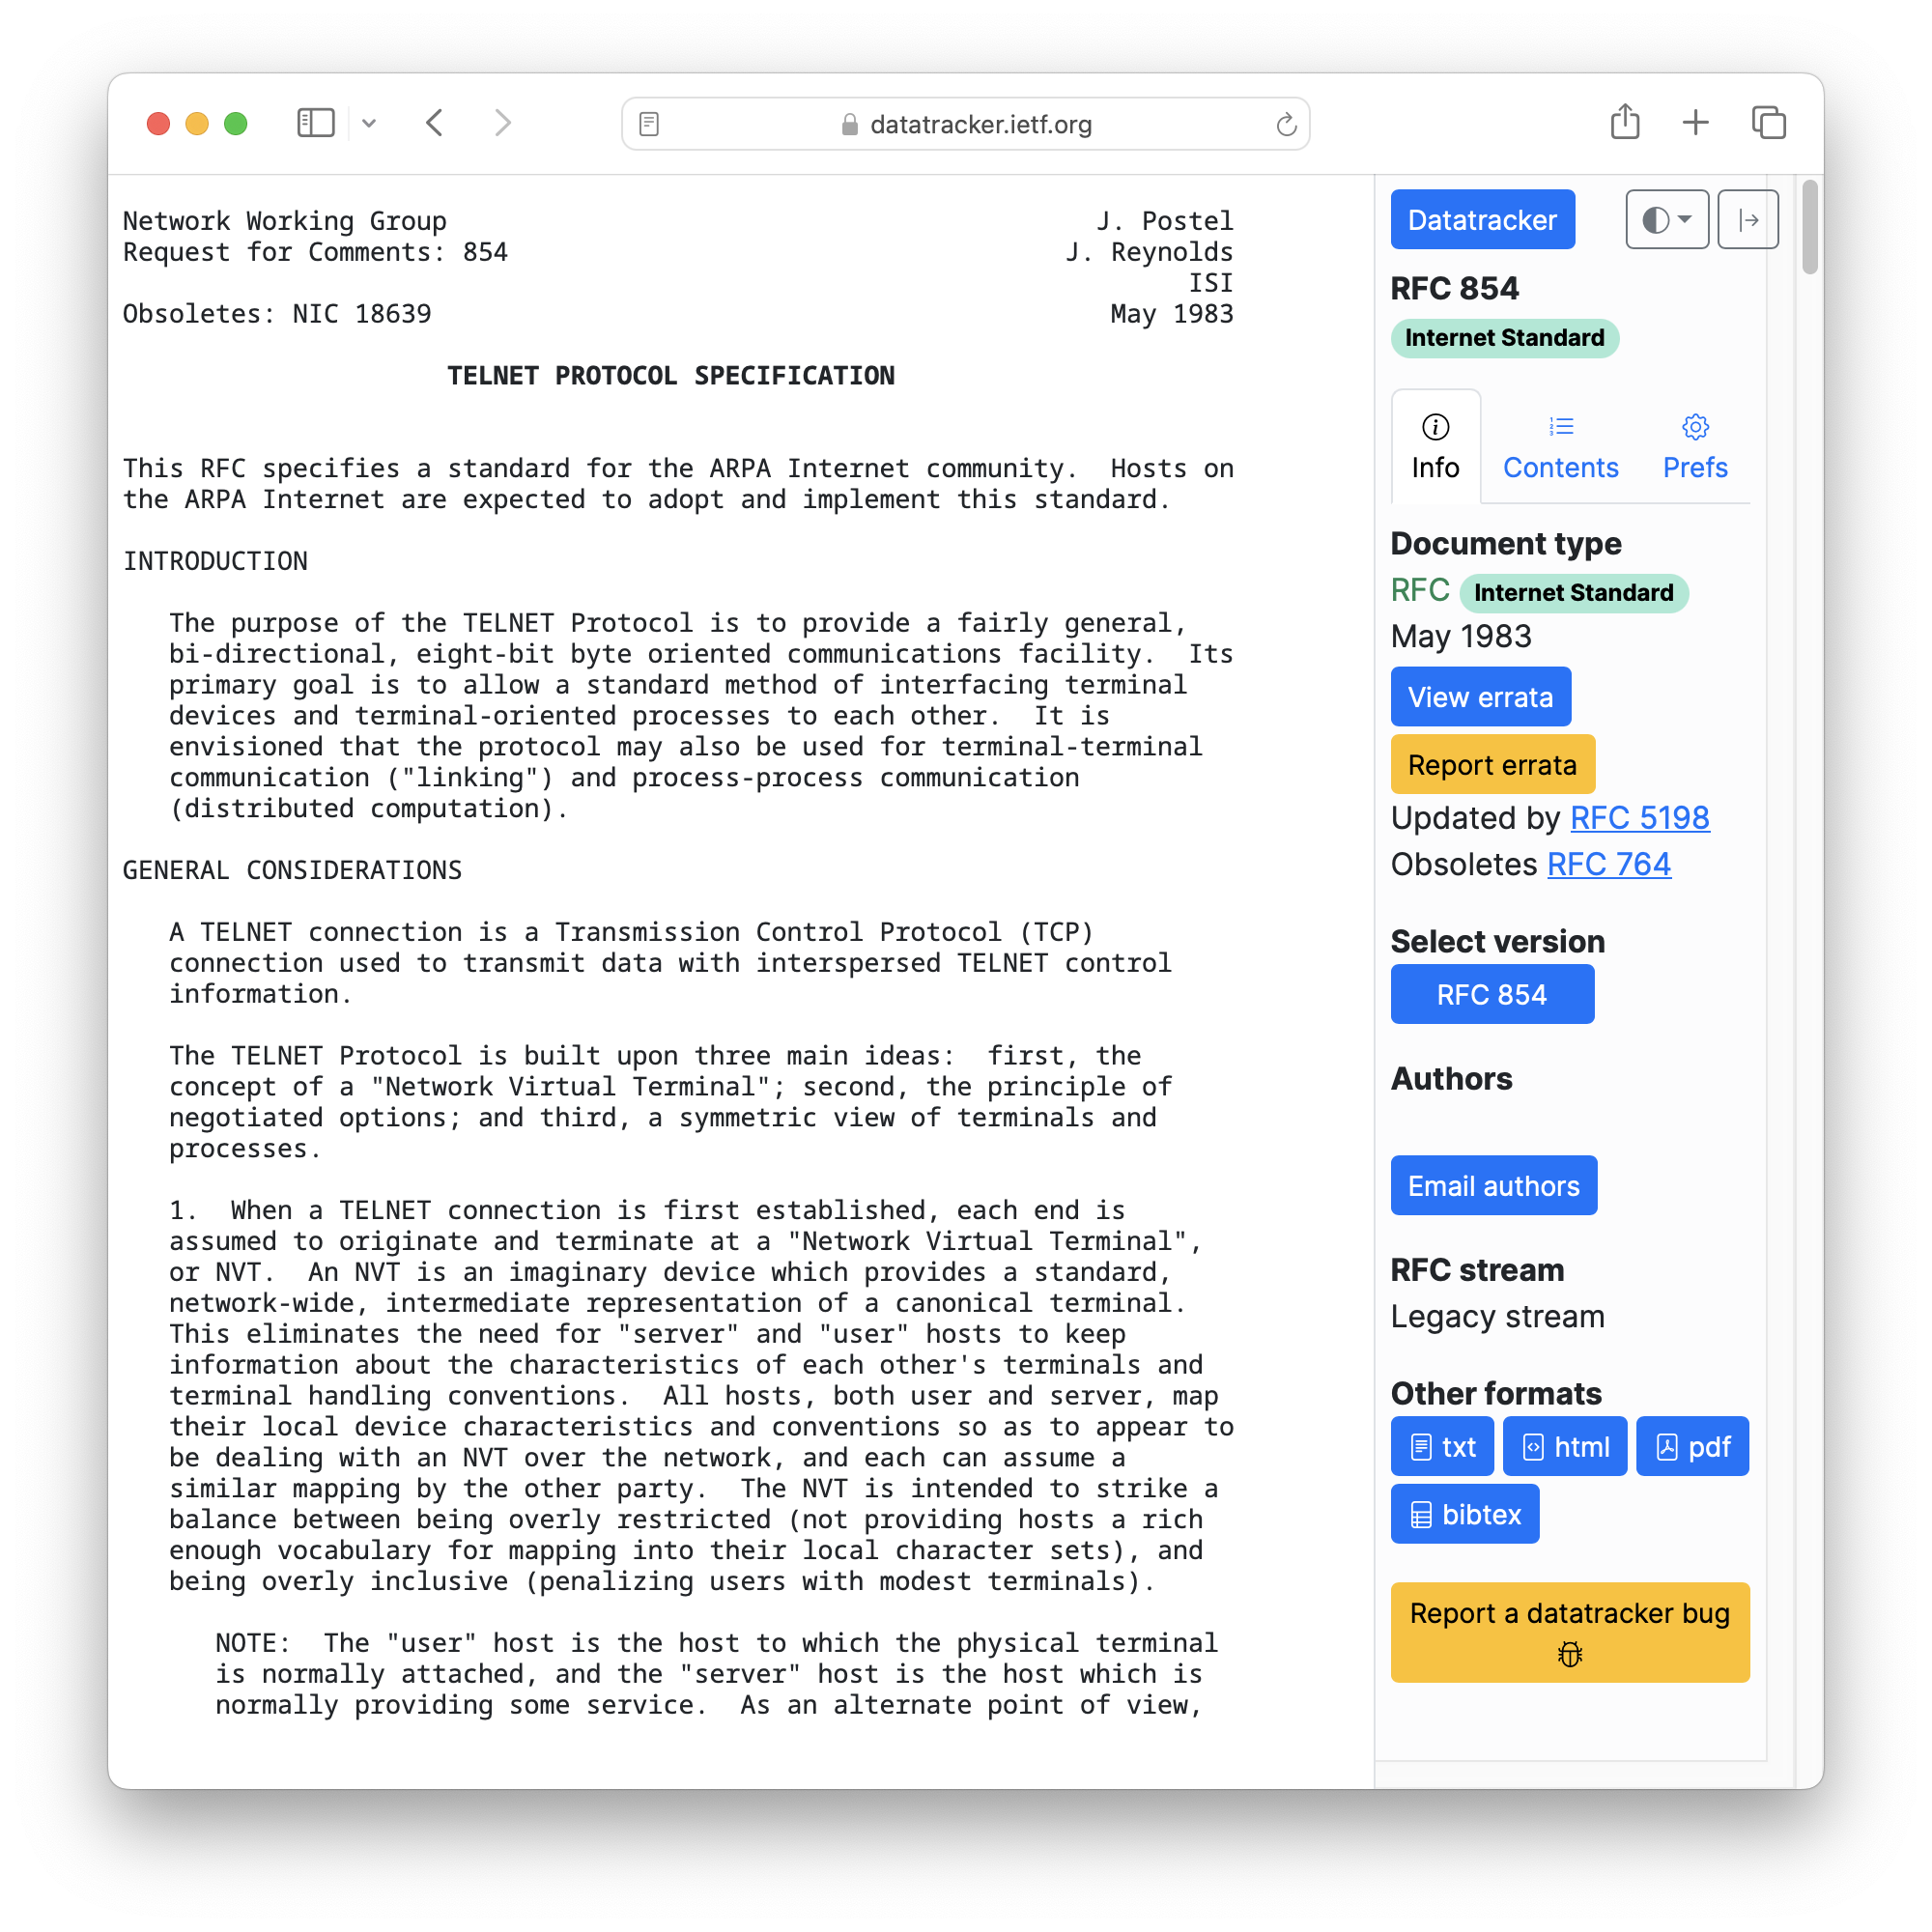 datatracker.ietf.org
Network Working Group J. Postel
Request for Comments: 854 J. Reynolds
ISI
Obsoletes: NIC 18639 May 1983
TELNET PROTOCOL SPECIFICATION
This RFC specifies a standard for the ARPA Internet community. Hosts on
the ARPA Internet are expected to adopt and implement this standard.
INTRODUCTION
The purpose of the TELNET Protocol is to provide a fairly general,
bi-directional, eight-bit byte oriented communications facility. Its
primary goal is to allow a standard method of interfacing terminal
devices and terminal-oriented processes to each other. It is
envisioned that the protocol may also be used for terminal-terminal
communication ("linking") and process-process communication
(distributed computation).
GENERAL CONSIDERATIONS
A TELNET connection is a Transmission Control Protocol (TCP)
connection used to transmit data with interspersed TELNET control
information.
The TELNET Protocol is built upon three main ideas: first, the
concept of a "Network Virtual Terminal"; second, the principle of
negotiated options; and third, a symmetric view of terminals and
processes.
1. When a TELNET connection is first established, each end is
assumed to originate and terminate at a "Network Virtual Terminal",
or NVT. An NVT is an imaginary device which provides a standard,
network-wide, intermediate representation of a canonical terminal.
This eliminates the need for "server" and "user" hosts to keep
information about the characteristics of each other's terminals and
terminal handling conventions. All hosts, both user and server, map
their local device characteristics and conventions so as to appear to
be dealing with an NVT over the network, and each can assume a
similar mapping by the other party. The NVT is intended to strike a
balance between being overly restricted (not providing hosts a rich
enough vocabulary for mapping into their local character sets), and
being overly inclusive (penalizing users with modest terminals).
NOTE: The "user" host is the host to which the physical terminal
is normally attached, and the "server" host is the host which is
normally providing some service. As an alternate point of view,
Datatracker
RFC 854
Internet Standard
Info Contents Prefs
Document type
RFC Internet Standard
May 1983
View errata
Report errata
Updated by RFC 5198
Obsoletes RFC 764
Select version
RFC 854
Authors
Email authors
RFC stream
Legacy stream
Other formats
txt html pdf
bibtex
Report a datatracker bug